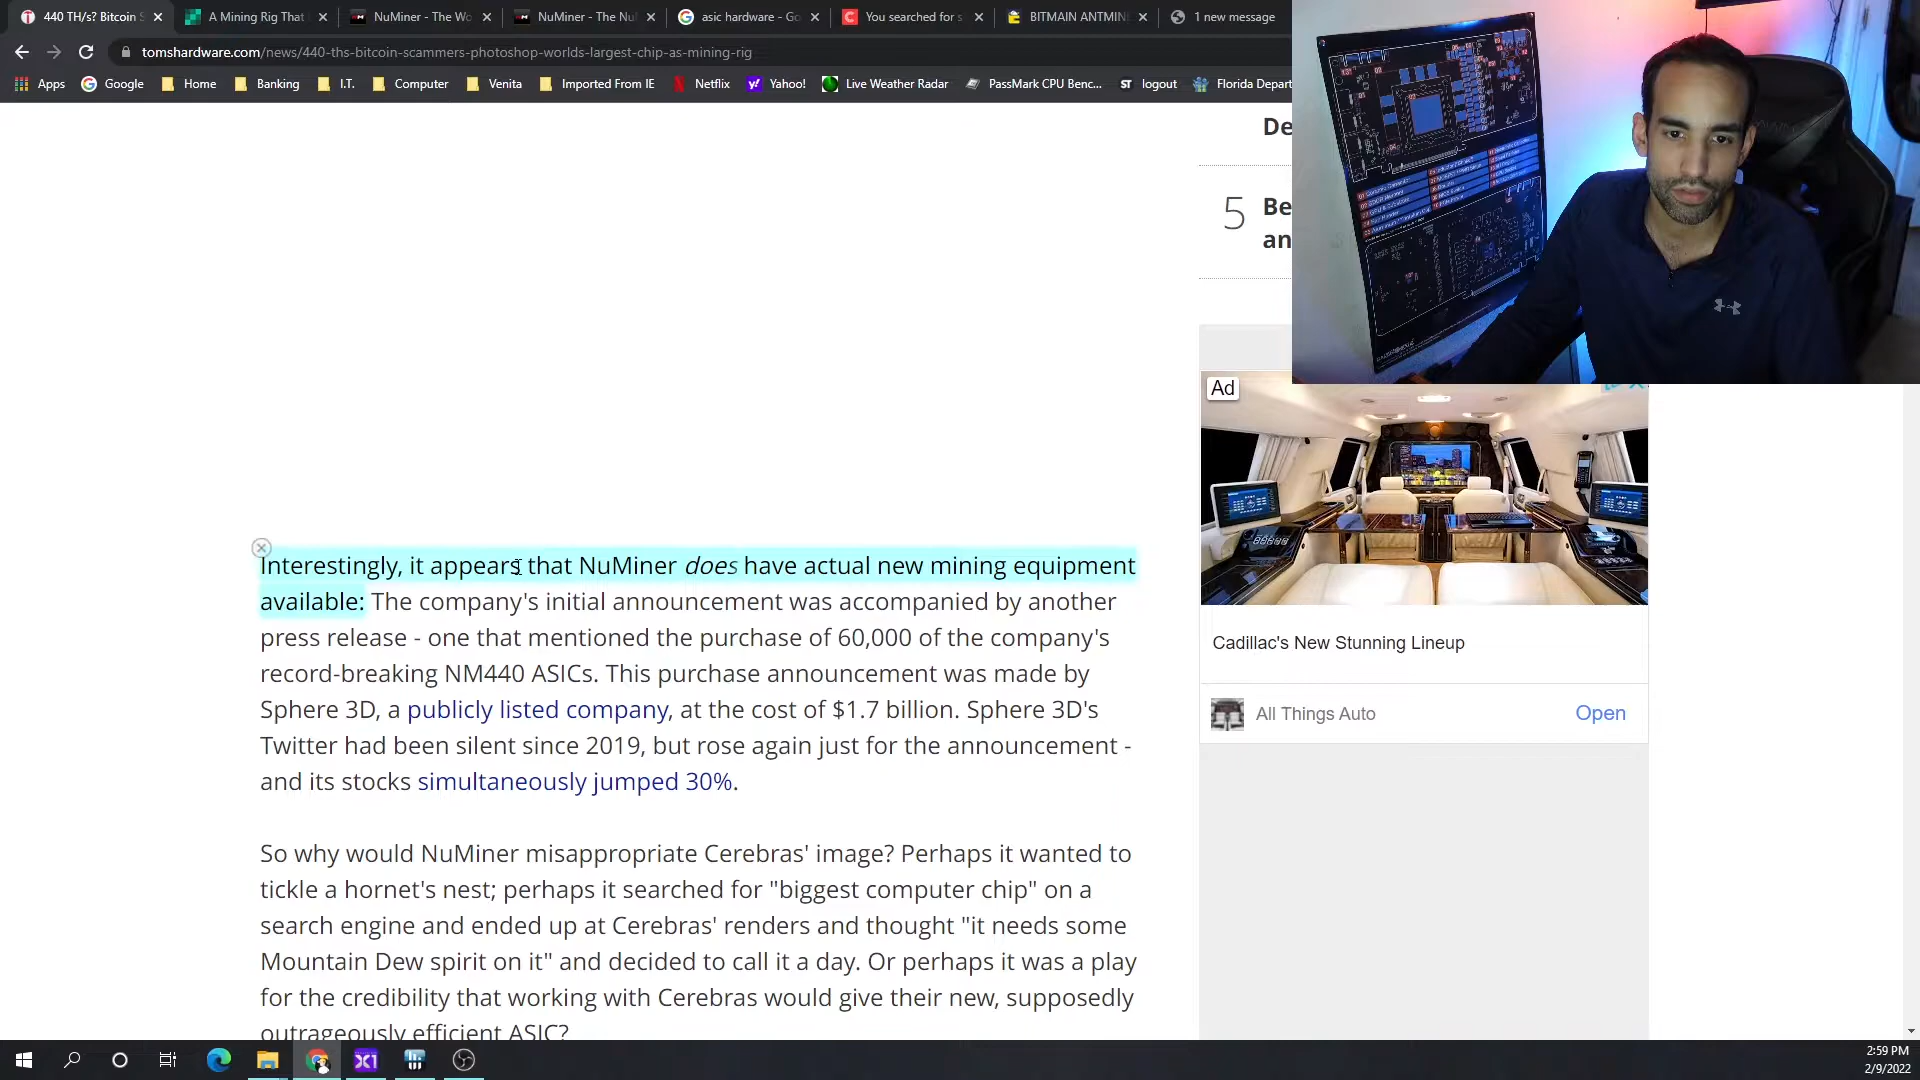 440 TH/s? Bitcoin S
A Mining Rig That
NuMiner - The Wo
NuMiner - The Nu
asic hardware - Go
You searched for s
BITMAIN ANTMIN
1 new message
tomshardware.com/news/440-ths-bitcoin-scammers-photoshop-worlds-largest-chip-as-mining-rig
Apps
Google
Home
Banking
I.T.
Computer
Venita
Imported From IE
Netflix
Yahoo!
Live Weather Radar
PassMark CPU Benc...
ST
logout
Florida Depart
De
5
Be
an
Ad
Interestingly, it appears that NuMiner does have actual new mining equipment
available: The company's initial announcement was accompanied by another
press release - one that mentioned the purchase of 60,000 of the company's
record-breaking NM440 ASICs. This purchase announcement was made by
Sphere 3D, a publicly listed company, at the cost of $1.7 billion. Sphere 3D's
Twitter had been silent since 2019, but rose again just for the announcement -
and its stocks simultaneously jumped 30%.
So why would NuMiner misappropriate Cerebras' image? Perhaps it wanted to
tickle a hornet's nest; perhaps it searched for "biggest computer chip" on a
search engine and ended up at Cerebras' renders and thought "it needs some
Mountain Dew spirit on it" and decided to call it a day. Or perhaps it was a play
for the credibility that working with Cerebras would give their new, supposedly
outrageously efficient ASIC?
Cadillac's New Stunning Lineup
All Things Auto
Open
X1
2:59 PM
2/9/2022